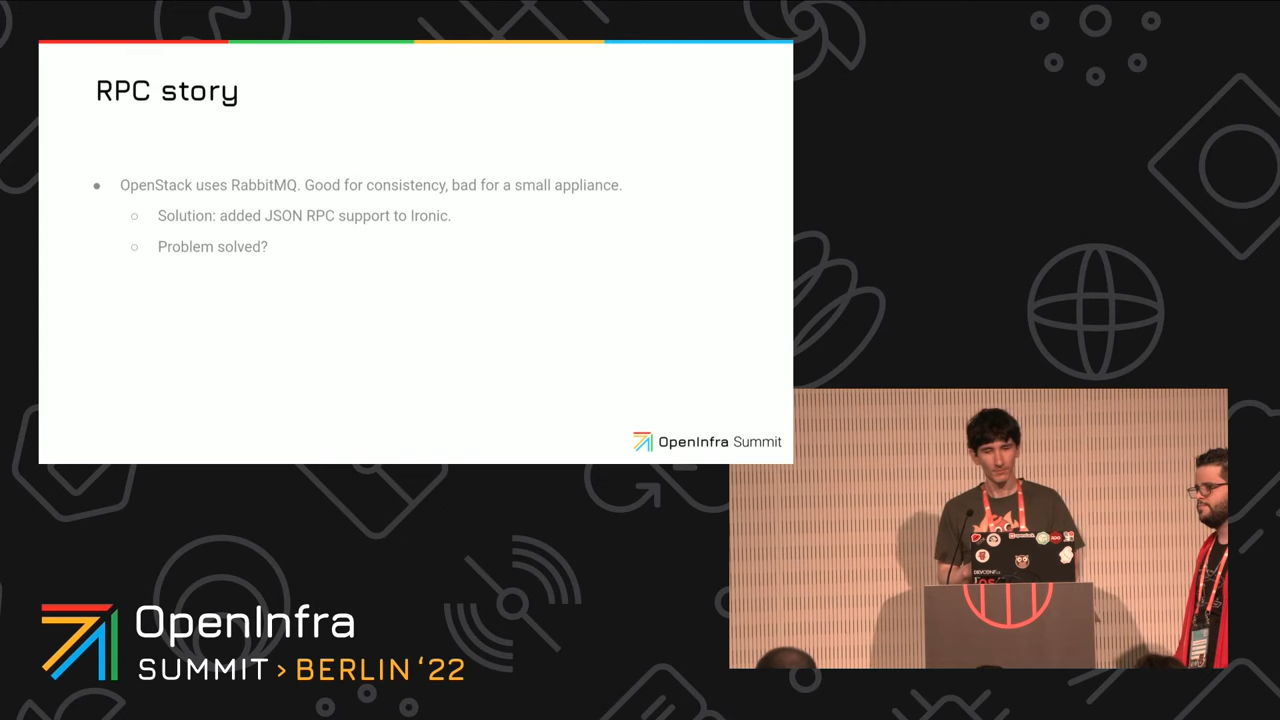 RPC story
● OpenStack uses RabbitMQ. Good for consistency, bad for a small appliance.
○ Solution: added JSON RPC support to Ironic.
○ Problem solved?
OpenInfra Summit
OpenInfra
SUMMIT > BERLIN ‘22